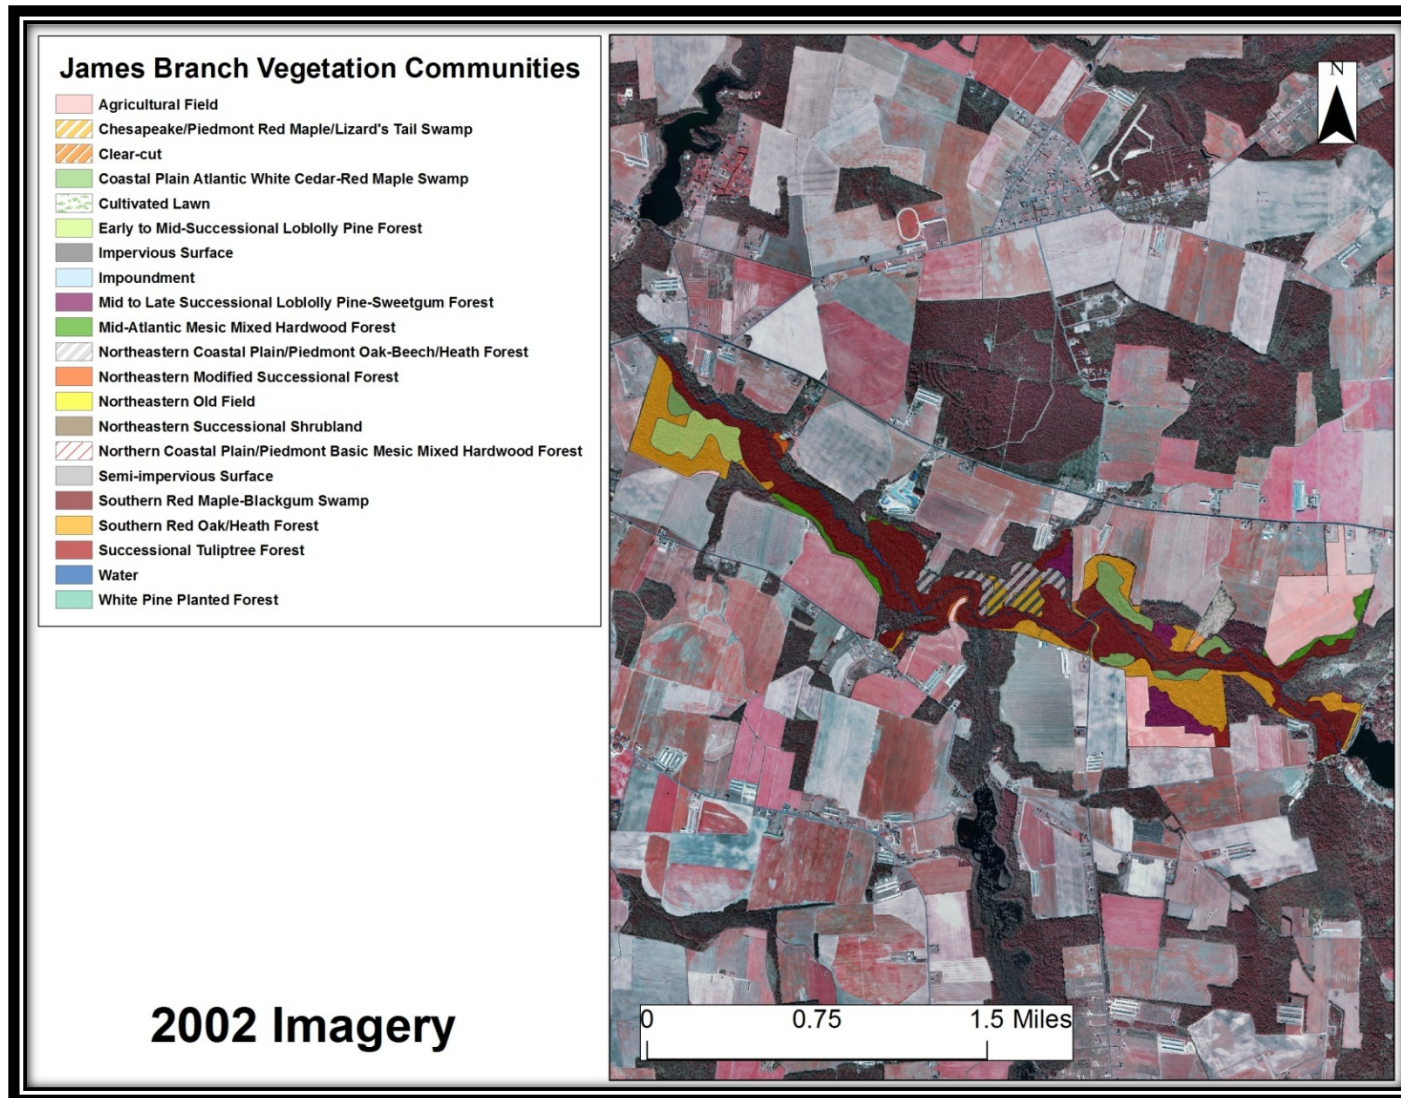 James Branch Vegetation Communities
Agricultural Field
Chesapeake/Piedmont Red Maple/Lizard's Tail Swamp
Clear-cut
Coastal Plain Atlantic White Cedar-Red Maple Swamp
Cultivated Lawn
Early to Mid-Successional Loblolly Pine Forest
Impervious Surface
Impoundment
Mid to Late Successional Loblolly Pine-Sweetgum Forest
Mid-Atlantic Mesic Mixed Hardwood Forest
Northeastern Coastal Plain/Piedmont Oak-Beech/Heath Forest
Northeastern Modified Successional Forest
Northeastern Old Field
Northeastern Successional Shrubland
Northern Coastal Plain/Piedmont Basic Mesic Mixed Hardwood Forest
Semi-impervious Surface
Southern Red Maple-Blackgum Swamp
Southern Red Oak/Heath Forest
Successional Tuliptree Forest
Water
White Pine Planted Forest
2002 Imagery
N
0 0.75 1.5 Miles